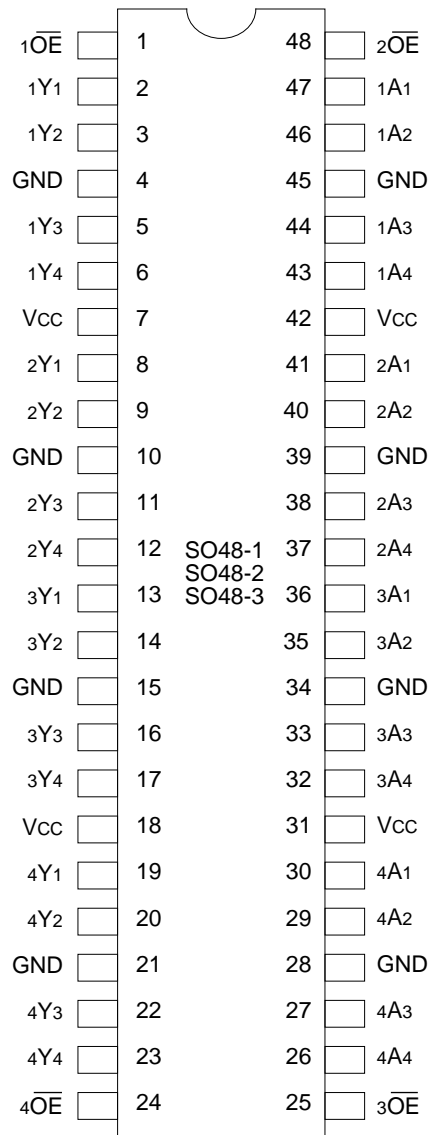 1O̅E̅ 1 48 2O̅E̅
1Y1 2 47 1A1
1Y2 3 46 1A2
GND 4 45 GND
1Y3 5 44 1A3
1Y4 6 43 1A4
VCC 7 42 VCC
2Y1 8 41 2A1
2Y2 9 40 2A2
GND 10 39 GND
2Y3 11 38 2A3
2Y4 12 SO48-1 37 2A4
SO48-2
3Y1 13 SO48-3 36 3A1
3Y2 14 35 3A2
GND 15 34 GND
3Y3 16 33 3A3
3Y4 17 32 3A4
VCC 18 31 VCC
4Y1 19 30 4A1
4Y2 20 29 4A2
GND 21 28 GND
4Y3 22 27 4A3
4Y4 23 26 4A4
4O̅E̅ 24 25 3O̅E̅